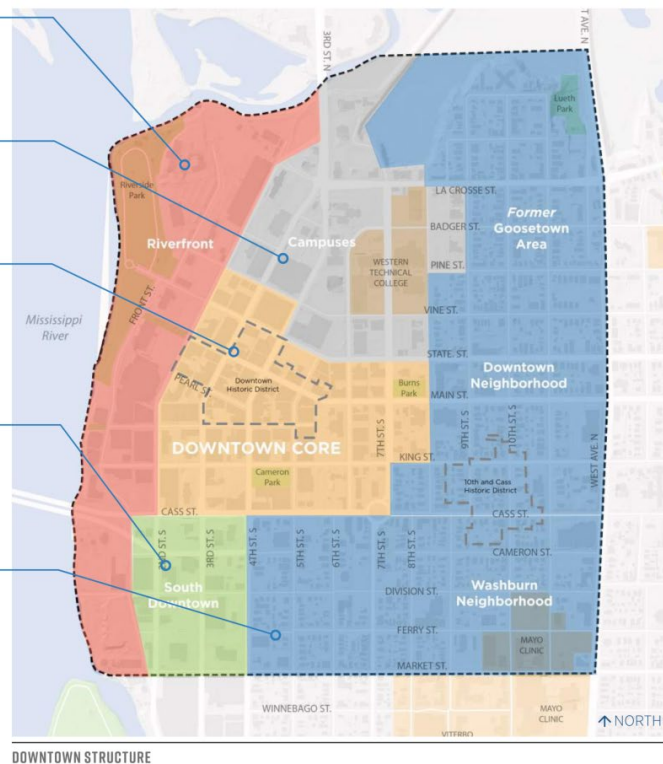 T AVE. N
3RD ST. N
Lueth
Park
Riverside
Park
LA CROSSE ST.
Former
Goosetown
Area
BADGER ST.
Riverfront
Campuses
WESTERN
TECHNICAL
COLLEGE
PINE ST.
FRONT ST.
VINE ST.
Mississippi
River
STATE ST.
Downtown
Neighborhood
PEARL ST.
Downtown
Historic District
Burns
Park
MAIN ST.
7TH ST. S
9TH ST. S
10TH ST. S
WEST AVE. N
DOWNTOWN CORE
KING ST.
Cameron
Park
10th and Cass
Historic District
CASS ST.
CASS ST.
3RD ST. S
4TH ST. S
5TH ST. S
6TH ST. S
7TH ST. S
8TH ST. S
CAMERON ST.
South
Downtown
DIVISION ST.
Washburn
Neighborhood
FERRY ST.
MAYO
CLINIC
MARKET ST.
WINNEBAGO ST.
MAYO
CLINIC
↑ NORTH
VITERBO
DOWNTOWN STRUCTURE